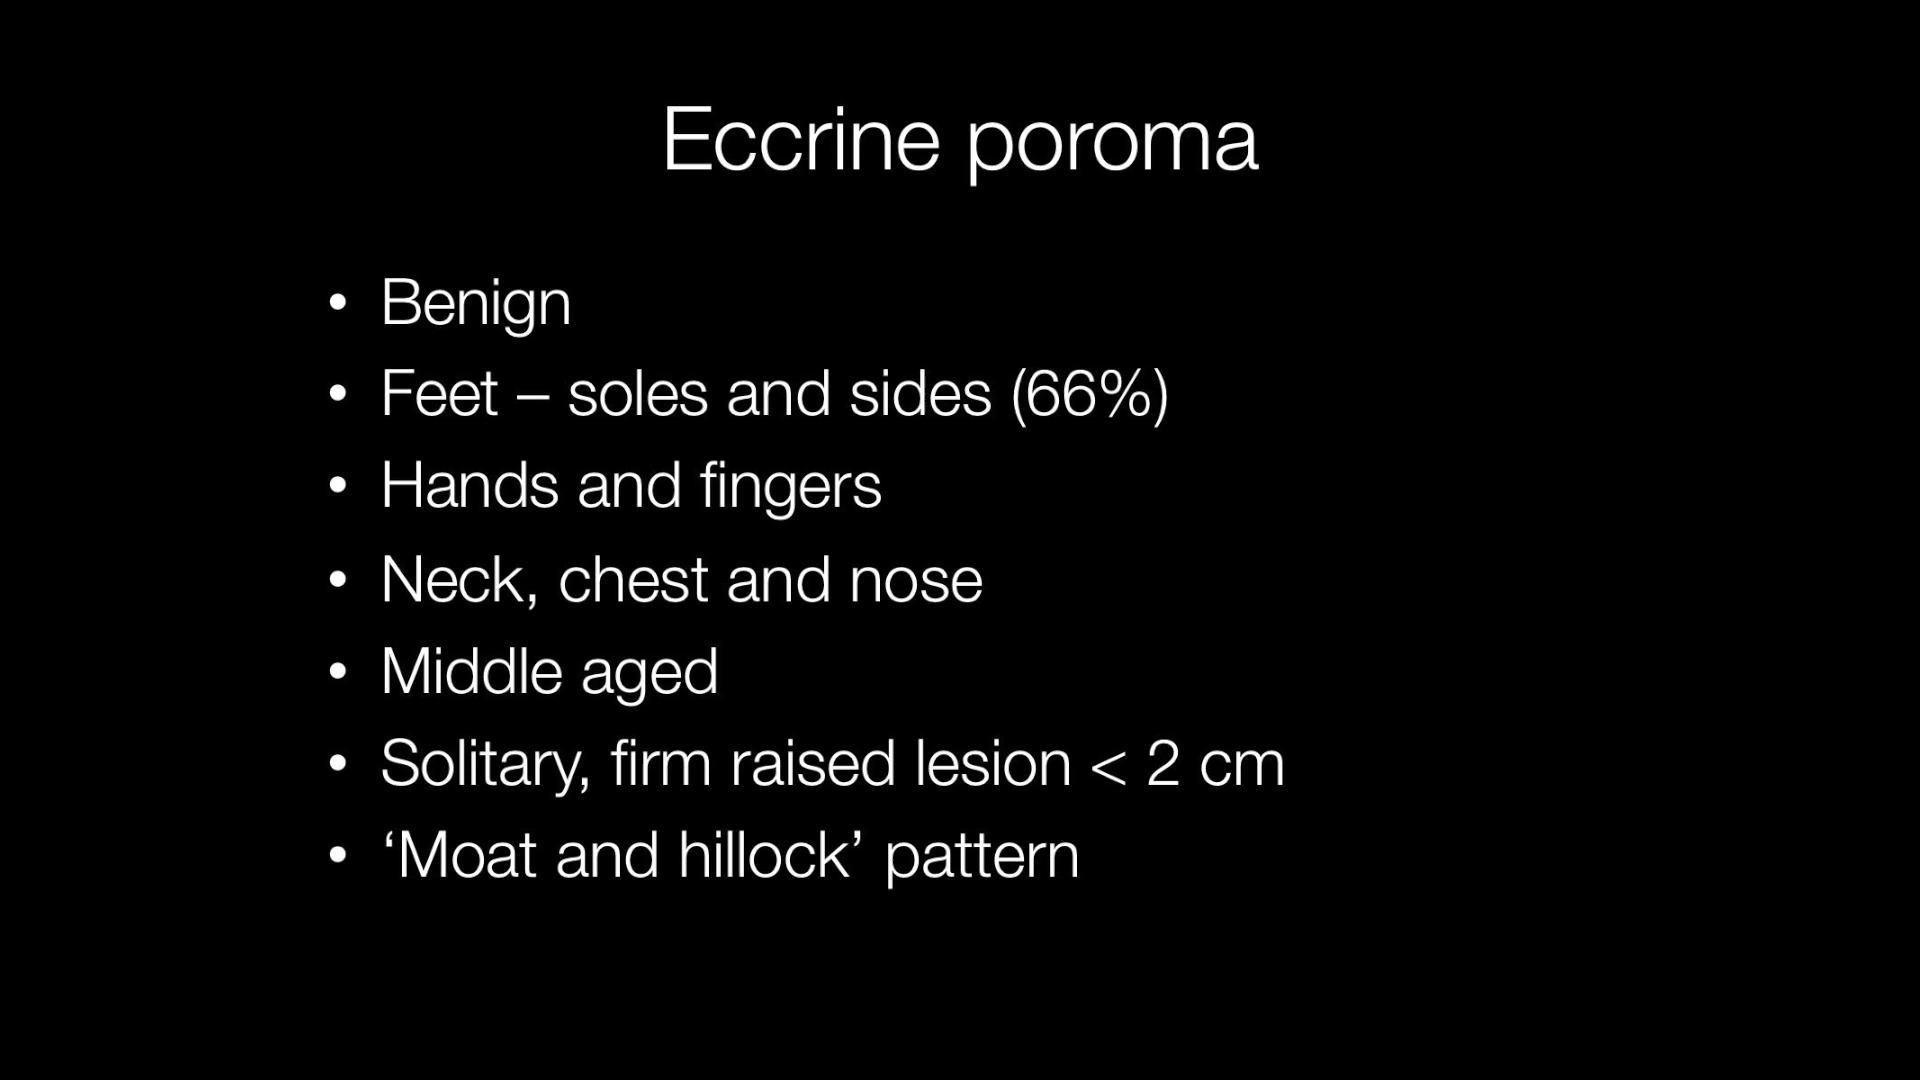 Eccrine poroma
• Benign
• Feet – soles and sides (66%)
• Hands and fingers
• Neck, chest and nose
• Middle aged
• Solitary, firm raised lesion < 2 cm
• ‘Moat and hillock’ pattern